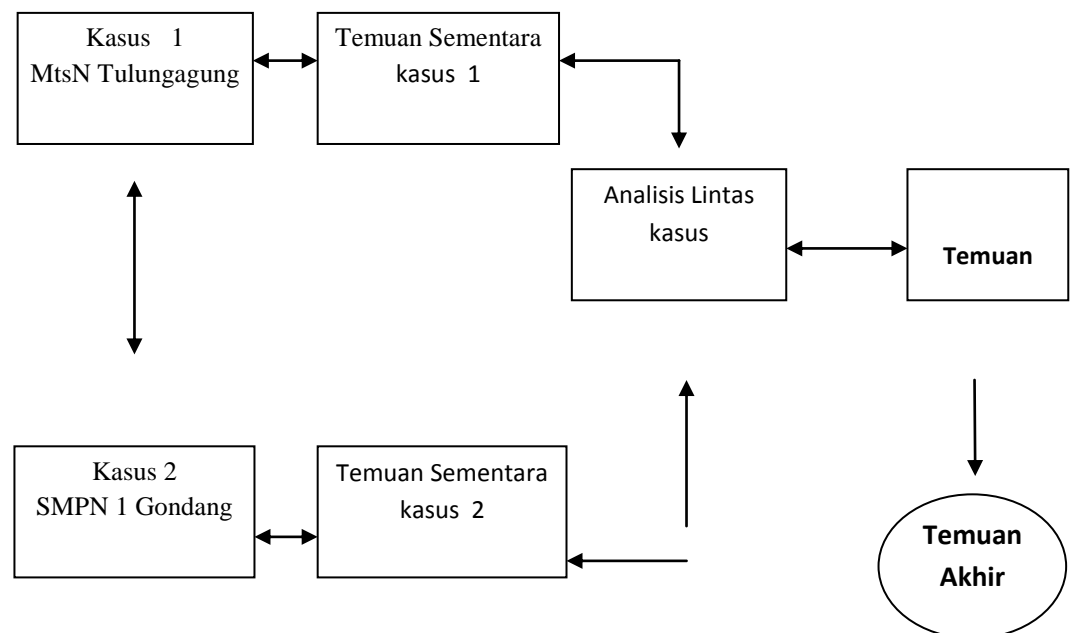 Kasus 1
MtsN Tulungagung
Temuan Sementara
kasus 1
Analisis Lintas
kasus
Temuan
Kasus 2
SMPN 1 Gondang
Temuan Sementara
kasus 2
Temuan
Akhir